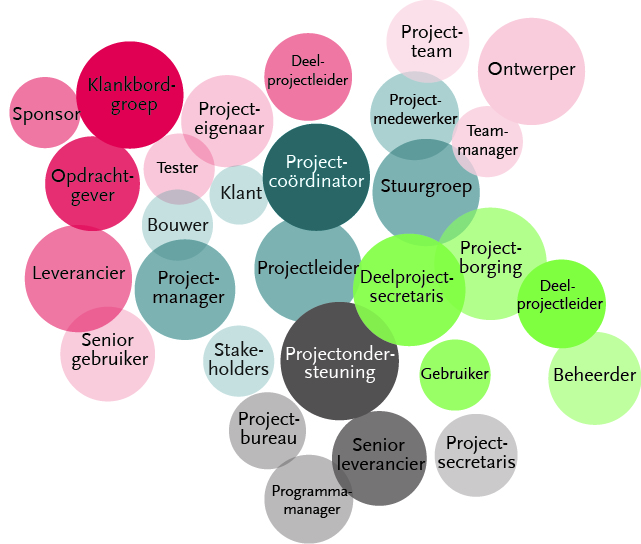 Project-
team
Ontwerper
Deel-
projectleider
Klankbord-
groep
Sponsor
Project-
eigenaar
Project-
medewerker
Team-
manager
Tester
Project-
coördinator
Opdracht-
gever
Klant
Stuurgroep
Bouwer
Leverancier
Project-
manager
Projectleider
Deelproject-
secretaris
Project-
borging
Deel-
projectleider
Senior
gebruiker
Stake-
holders
Projectonder-
steuning
Gebruiker
Beheerder
Project-
bureau
Senior
leverancier
Project-
secretaris
Programma-
manager